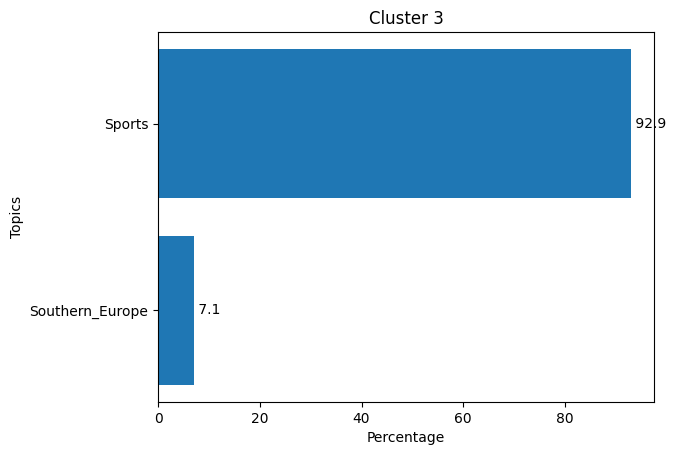 Cluster 3
Topics
Sports
92.9
Southern_Europe
7.1
0 20 40 60 80
Percentage